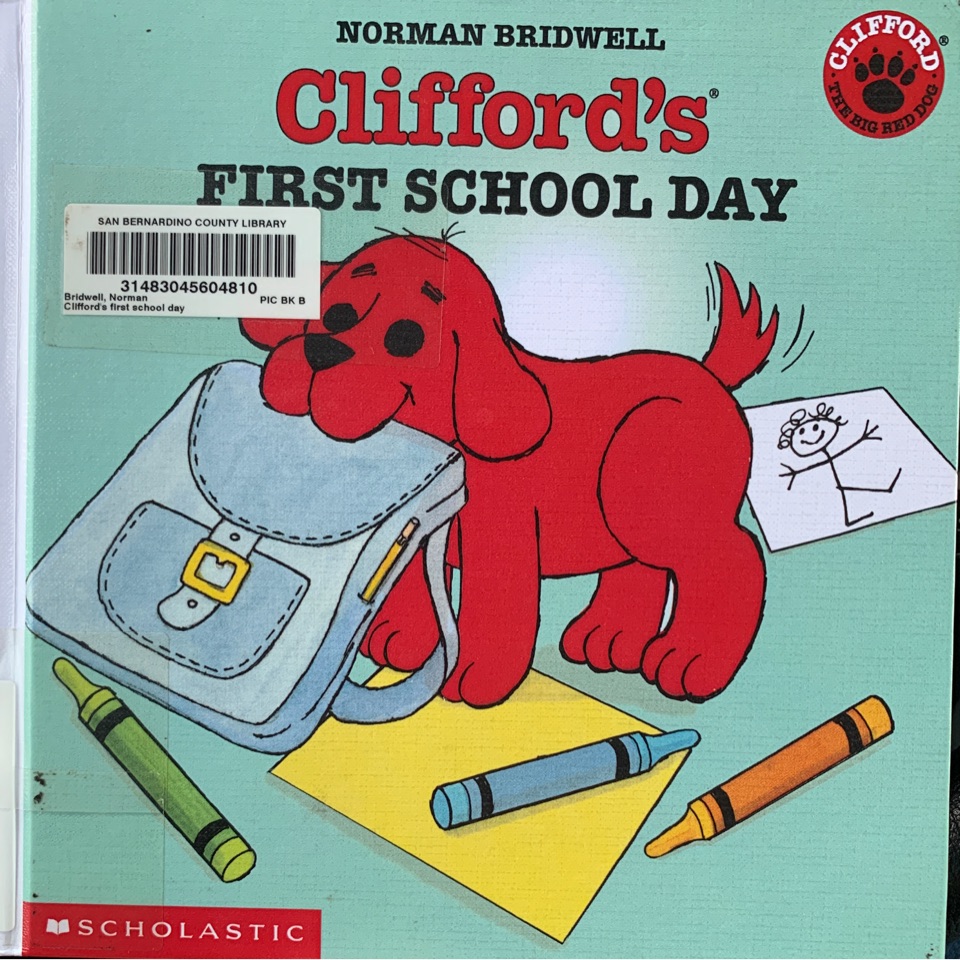 NORMAN BRIDWELL
CLIFFORD®
THE BIG RED DOG
Clifford's®
FIRST SCHOOL DAY
SAN BERNARDINO COUNTY LIBRARY
31483045604810
Bridwell, Norman PIC BK B
Clifford's first school day
SCHOLASTIC